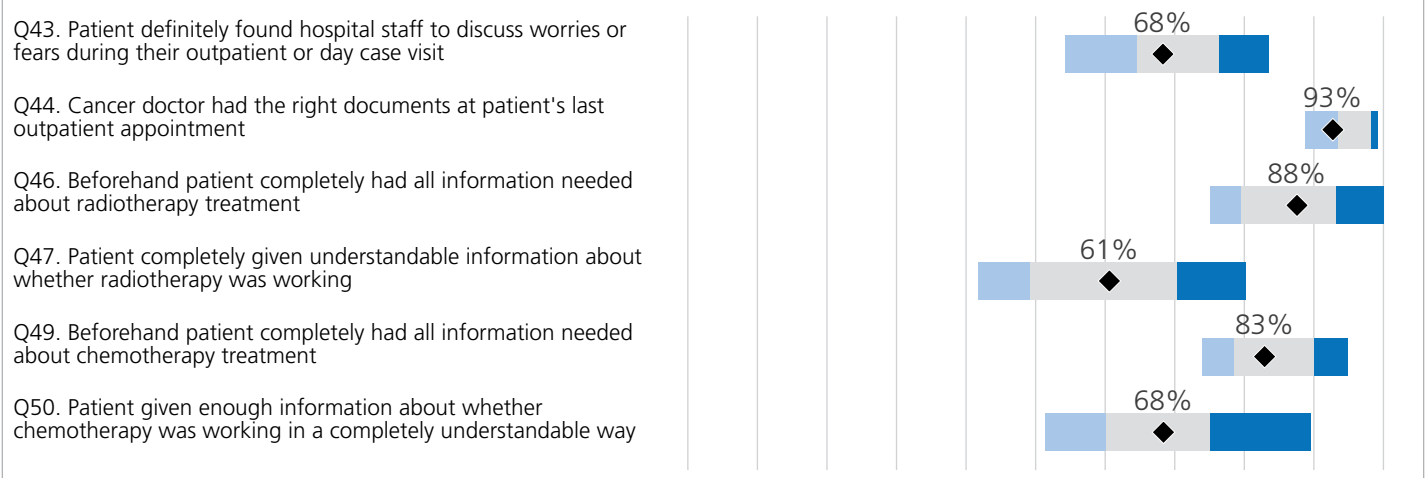 Q43. Patient definitely found hospital staff to discuss worries or
fears during their outpatient or day case visit
68%
Q44. Cancer doctor had the right documents at patient's last
outpatient appointment
93%
Q46. Beforehand patient completely had all information needed
about radiotherapy treatment
88%
Q47. Patient completely given understandable information about
whether radiotherapy was working
61%
Q49. Beforehand patient completely had all information needed
about chemotherapy treatment
83%
Q50. Patient given enough information about whether
chemotherapy was working in a completely understandable way
68%